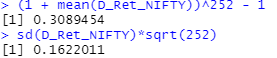 > (1 + mean(D_Ret_NIFTY))^252 - 1
[1] 0.3089454
> sd(D_Ret_NIFTY)*sqrt(252)
[1] 0.1622011